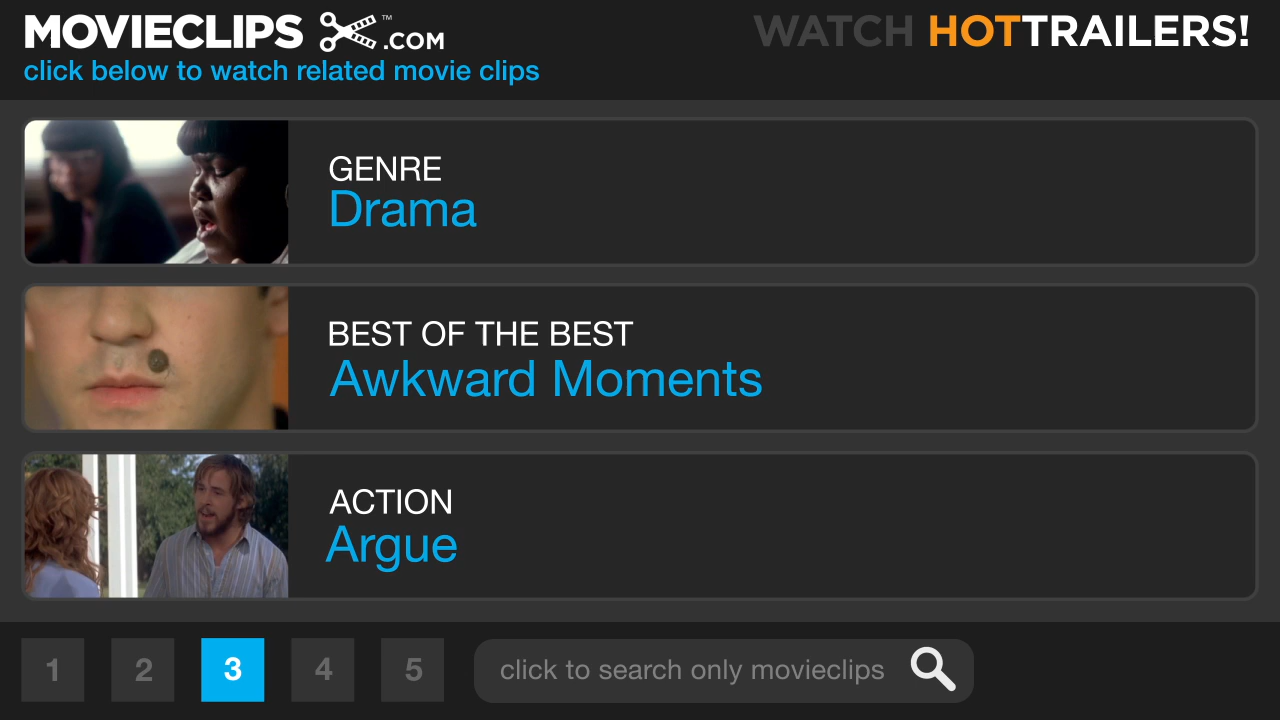 MOVIECLIPS ™ .COM
WATCH HOTTRAILERS!
click below to watch related movie clips
GENRE
Drama
BEST OF THE BEST
Awkward Moments
ACTION
Argue
1 2 3 4 5 click to search only movieclips